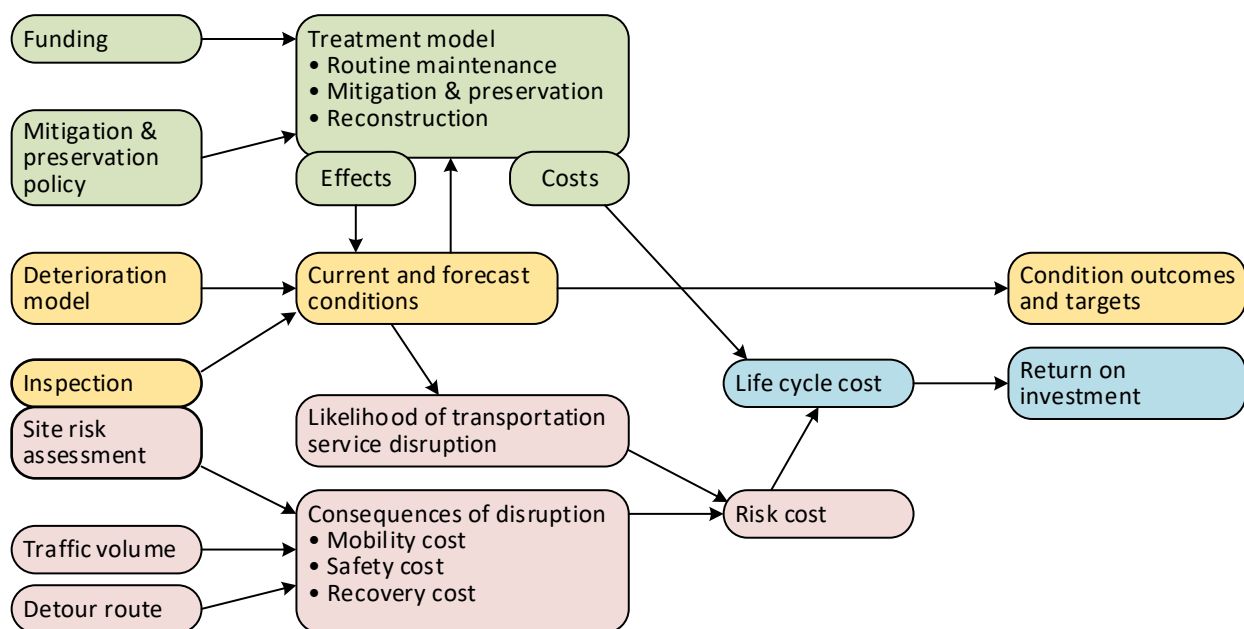 Funding
Treatment model
• Routine maintenance
• Mitigation & preservation
• Reconstruction
Mitigation &
preservation
policy
Effects
Costs
Deterioration
model
Current and forecast
conditions
Condition outcomes
and targets
Inspection
Life cycle cost
Return on
investment
Site risk
assessment
Likelihood of transportation
service disruption
Consequences of disruption
• Mobility cost
• Safety cost
• Recovery cost
Risk cost
Traffic volume
Detour route